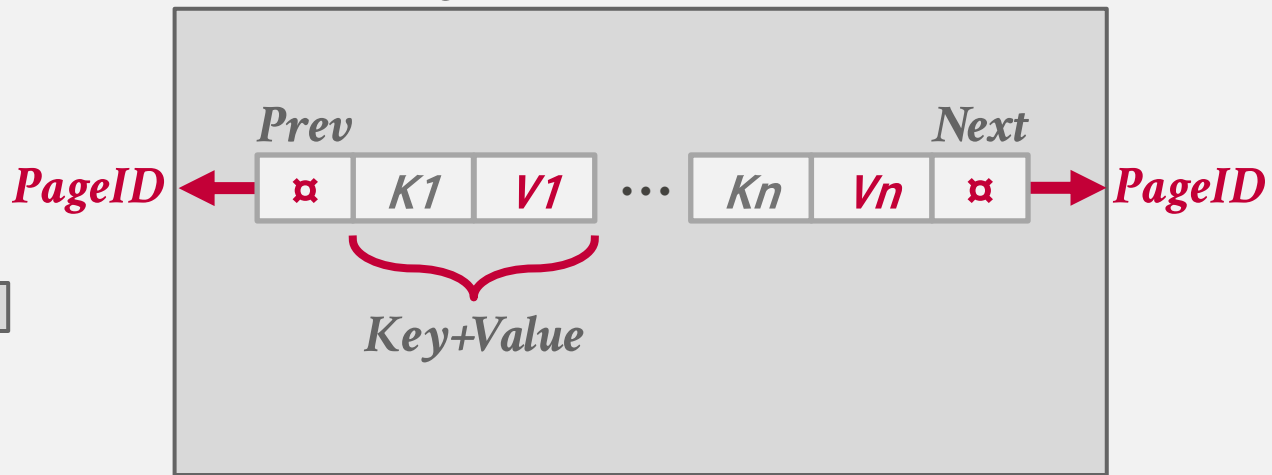 Prev Next
PageID ¤ K1 V1 ... Kn Vn ¤ PageID
Key+Value